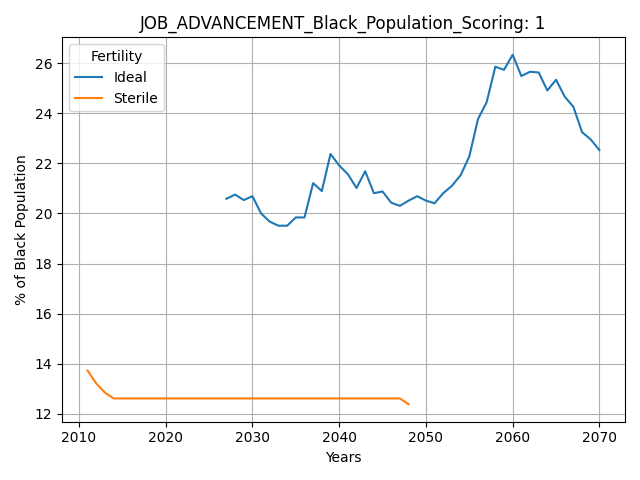 JOB_ADVANCEMENT_Black_Population_Scoring: 1
Fertility
Ideal
Sterile
% of Black Population
26
24
22
20
18
16
14
12
2010 2020 2030 2040 2050 2060 2070
Years